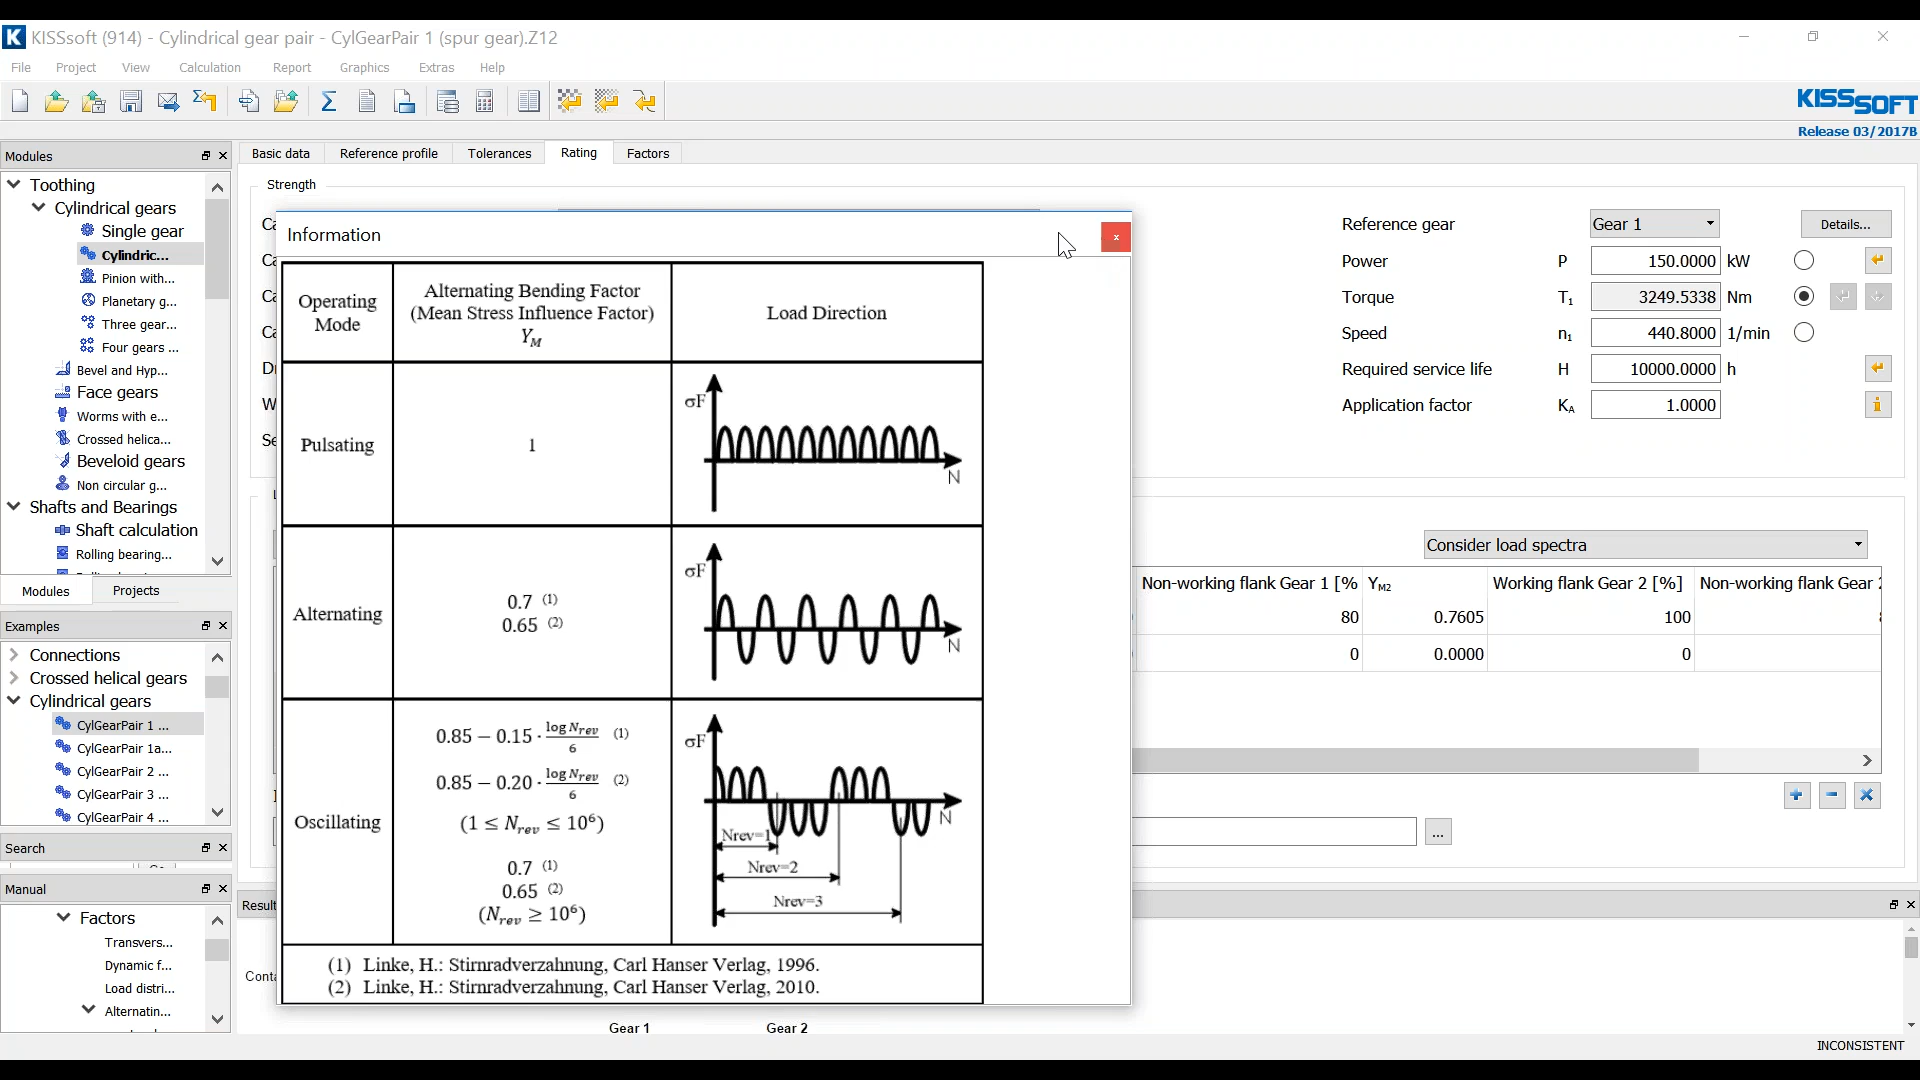 KISSsoft (914) - Cylindrical gear pair - CylGearPair 1 (spur gear).Z12
File Project View Calculation Report Graphics Extras Help
KISSSOFT
Release 03/2017B
Modules
Toothing
Cylindrical gears
Single gear
Cylindric...
Pinion with...
Planetary g...
Three gear...
Four gears ...
Bevel and Hyp...
Face gears
Worms with e...
Crossed helica...
Beveloid gears
Non circular g...
Shafts and Bearings
Shaft calculation
Rolling bearing...
Modules Projects
Examples
Connections
Crossed helical gears
Cylindrical gears
CylGearPair 1 ...
CylGearPair 1a...
CylGearPair 2 ...
CylGearPair 3 ...
CylGearPair 4 ...
Search
Manual
Factors
Transvers...
Dynamic f...
Load distri...
Alternatin...
Basic data Reference profile Tolerances Rating Factors
Strength
Information
Operating Mode
Alternating Bending Factor
(Mean Stress Influence Factor)
Y_M
Load Direction
Pulsating
1
σF
N
Alternating
0.7 (1)
0.65 (2)
σF
N
Oscillating
0.85 − 0.15 · log N_rev / 6 (1)
0.85 − 0.20 · log N_rev / 6 (2)
(1 ≤ N_rev ≤ 10⁶)
0.7 (1)
0.65 (2)
(N_rev ≥ 10⁶)
σF
N
Nrev=1
Nrev=2
Nrev=3
(1) Linke, H.: Stirnradverzahnung, Carl Hanser Verlag, 1996.
(2) Linke, H.: Stirnradverzahnung, Carl Hanser Verlag, 2010.
Reference gear Gear 1 Details...
Power P 150.0000 kW
Torque T₁ 3249.5338 Nm
Speed n₁ 440.8000 1/min
Required service life H 10000.0000 h
Application factor K_A 1.0000
Consider load spectra
Non-working flank Gear 1 [% Y_M2 Working flank Gear 2 [%] Non-working flank Gear
80 0.7605 100
0 0.0000 0
...
Gear 1 Gear 2
INCONSISTENT